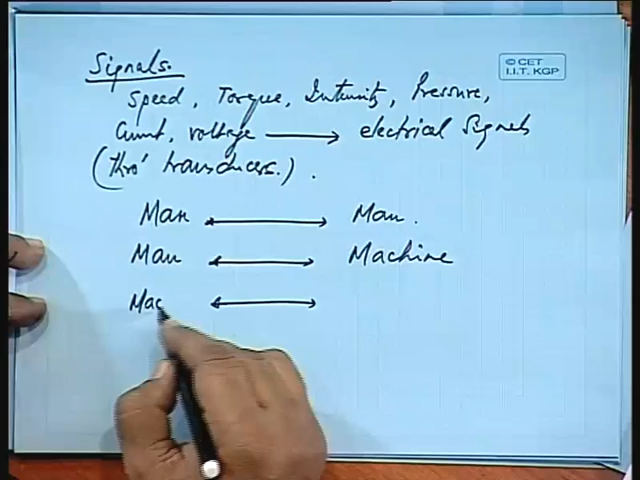 Signals.
© CET
I.I.T. KGP
Speed, Torque, Intensity, Pressure,
Current, voltage → electrical Signals
(thro' transducers.).
Man ↔ Man.
Man ↔ Machine
Mac ↔